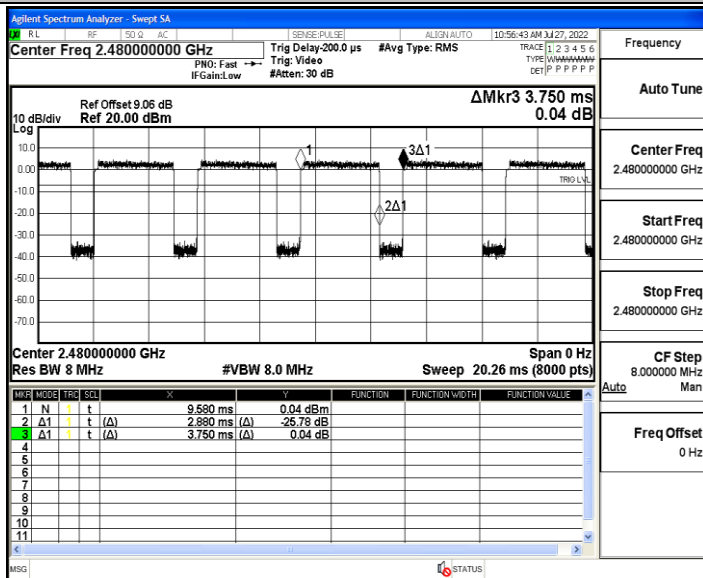 Agilent Spectrum Analyzer - Swept SA
LXI RL RF 50 Ω AC SENSE:PULSE ALIGN AUTO 10:56:43 AM Jul 27, 2022
Center Freq 2.480000000 GHz
PNO: Fast
IFGain:Low
Trig Delay-200.0 µs
Trig: Video
#Atten: 30 dB
#Avg Type: RMS
TRACE 1 2 3 4 5 6
TYPE WWWWWW
DET P P P P P P
ΔMkr3 3.750 ms
0.04 dB
Ref Offset 9.06 dB
10 dB/div Ref 20.00 dBm
Log
10.0
0.00
-10.0
-20.0
-30.0
-40.0
-50.0
-60.0
-70.0
1
3Δ1
2Δ1
TRIG LVL
Center 2.480000000 GHz Span 0 Hz
Res BW 8 MHz #VBW 8.0 MHz Sweep 20.26 ms (8000 pts)
MKR MODE TRC SCL X Y FUNCTION FUNCTION WIDTH FUNCTION VALUE
1 N 1 t 9.580 ms 0.04 dBm
2 Δ1 1 t (Δ) 2.880 ms (Δ) -25.78 dB
3 Δ1 1 t (Δ) 3.750 ms (Δ) 0.04 dB
4
5
6
7
8
9
10
11
MSG STATUS
Frequency
Auto Tune
Center Freq
2.480000000 GHz
Start Freq
2.480000000 GHz
Stop Freq
2.480000000 GHz
CF Step
8.000000 MHz
Auto Man
Freq Offset
0 Hz